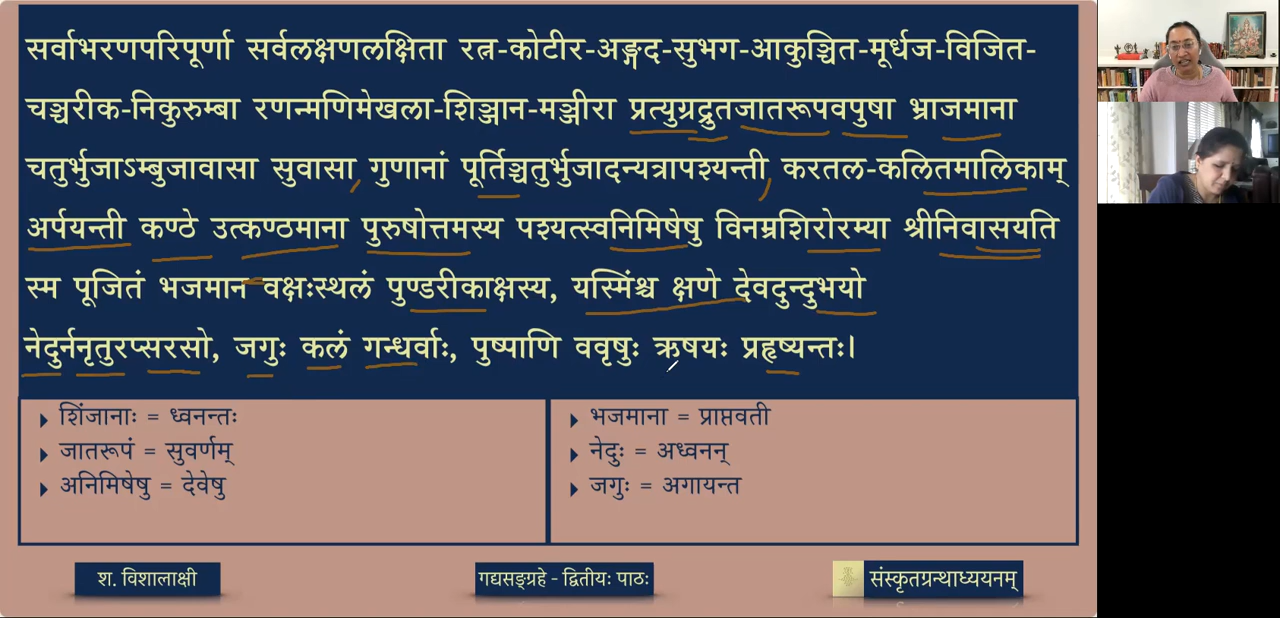 सर्वाभरणपरिपूर्णा सर्वलक्षणलक्षिता रत्न-कोटीर-अङ्गद-सुभग-आकुञ्चित-मूर्धज-विजित-
चञ्चरीक-निकुरुम्बा रणन्मणिमेखला-शिञ्जान-मञ्जीरा प्रत्युग्रद्रुतजातरूपवपुषा भ्राजमाना
चतुर्भुजाऽम्बुजावासा सुवासा, गुणानां पूर्तिञ्चतुर्भुजादन्यत्रापश्यन्ती, करतल-कलितमालिकाम्
अर्पयन्ती कण्ठे उत्कण्ठमाना पुरुषोत्तमस्य पश्यत्स्वनिमिषेषु विनम्रशिरोरम्या श्रीनिवासयति
स्म पूजितं भजमान वक्षःस्थलं पुण्डरीकाक्षस्य, यस्मिंश्च क्षणे देवदुन्दुभयो
नेदुर्ननृतुरप्सरसो, जगुः कलं गन्धर्वाः, पुष्पाणि ववृषुः ऋषयः प्रहृष्यन्तः।
शिंजानाः = ध्वनन्तः
जातरूपं = सुवर्णम्
अनिमिषेषु = देवेषु
भजमाना = प्राप्तवती
नेदुः = अध्वनन्
जगुः = अगायन्त
श. विशालाक्षी
गद्यसङ्ग्रहे - द्वितीयः पाठः
संस्कृतग्रन्थाध्ययनम्